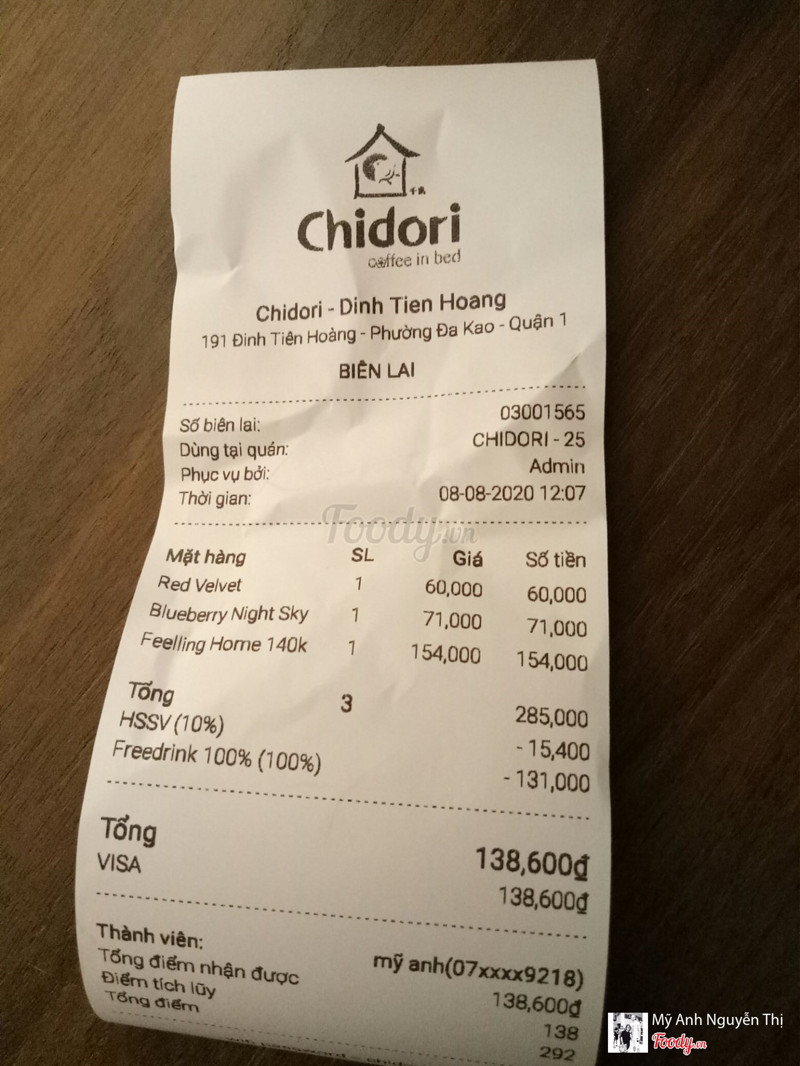 千鳥
Chidori
coffee in bed
Chidori - Dinh Tien Hoang
191 Đinh Tiên Hoàng - Phường Đa Kao - Quận 1
BIÊN LAI
Số biên lai: 03001565
Dùng tại quán: CHIDORI - 25
Phục vụ bởi: Admin
Thời gian: 08-08-2020 12:07
Foody.vn
Mặt hàng SL Giá Số tiền
Red Velvet 1 60,000 60,000
Blueberry Night Sky 1 71,000 71,000
Feelling Home 140k 1 154,000 154,000
Tổng 3 285,000
HSSV (10%) - 15,400
Freedrink 100% (100%) - 131,000
Tổng 138,600₫
VISA 138,600₫
Thành viên: mỹ anh(07xxxx9218)
Tổng điểm nhận được 138,600₫
Điểm tích lũy 138
Tổng điểm 292
Mỹ Anh Nguyễn Thị
Foody.vn